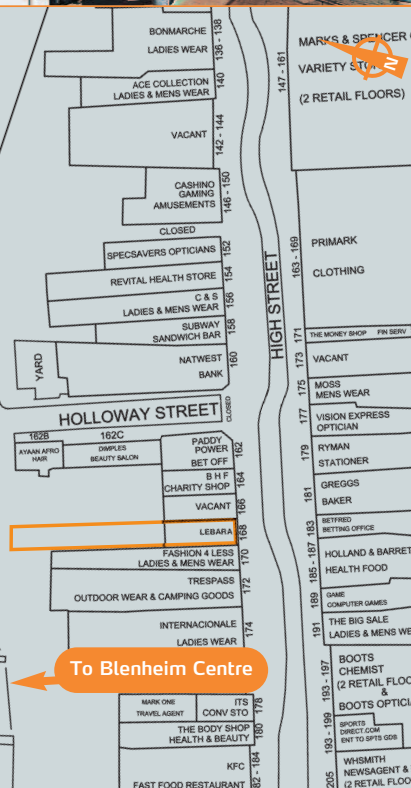 BONMARCHE
LADIES WEAR
136 - 138
ACE COLLECTION
LADIES & MENS WEAR
140
VACANT
142 - 144
CASHINO
GAMING
AMUSEMENTS
146 - 150
CLOSED
SPECSAVERS OPTICIANS
152
REVITAL HEALTH STORE
154
C & S
LADIES & MENS WEAR
156
SUBWAY
SANDWICH BAR
158
YARD
NATWEST
BANK
160
HOLLOWAY STREET
CLOSED
162B
AYAAN AFRO
HAIR
162C
DIMPLES
BEAUTY SALON
PADDY
POWER
BET OFF
162
B H F
CHARITY SHOP
164
VACANT
166
LEBARA
168
FASHION 4 LESS
LADIES & MENS WEAR
170
TRESPASS
OUTDOOR WEAR & CAMPING GOODS
172
INTERNACIONALE
LADIES WEAR
174
To Blenheim Centre
MARK ONE
TRAVEL AGENT
ITS
CONV STO
178
THE BODY SHOP
HEALTH & BEAUTY
180
KFC
FAST FOOD RESTAURANT
82 - 184
HIGH STREET
MARKS & SPENCER
VARIETY STO
(2 RETAIL FLOORS)
N
147 - 161
PRIMARK
CLOTHING
163 - 169
THE MONEY SHOP FIN SERV
171
VACANT
173
MOSS
MENS WEAR
175
VISION EXPRESS
OPTICIAN
177
RYMAN
STATIONER
179
GREGGS
BAKER
181
BETFRED
BETTING OFFICE
183
HOLLAND & BARRET
HEALTH FOOD
185 - 187
GAME
COMPUTER GAMES
189
THE BIG SALE
LADIES & MENS WE
191
BOOTS
CHEMIST
(2 RETAIL FLOO
&
BOOTS OPTICIA
193 - 197
SPORTS
DIRECT.COM
ENT TO SPTS GDS
193 - 199
WHSMITH
NEWSAGENT &
(2 RETAIL FLOO
205